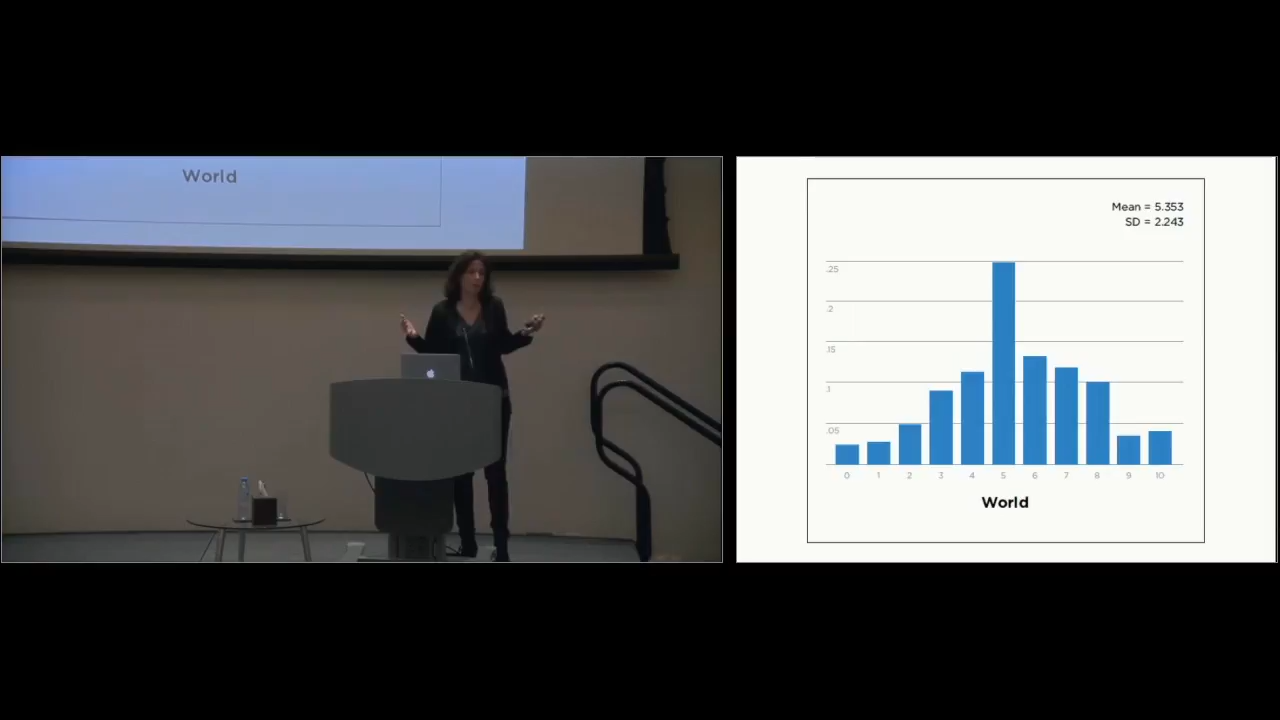 World
Mean = 5.353
SD = 2.243
.25
.2
.15
.1
.05
0 1 2 3 4 5 6 7 8 9 10
World